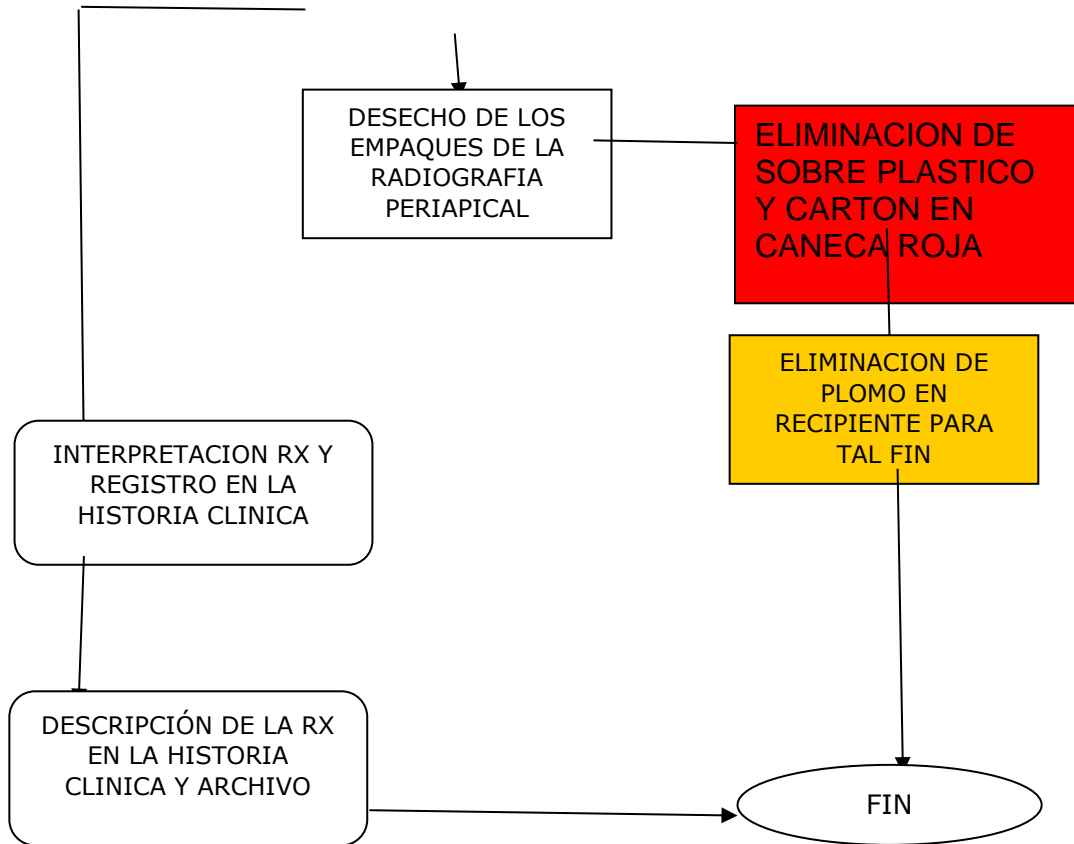 DESECHO DE LOS
EMPAQUES DE LA
RADIOGRAFIA
PERIAPICAL
ELIMINACION DE
SOBRE PLASTICO
Y CARTON EN
CANECA ROJA
ELIMINACION DE
PLOMO EN
RECIPIENTE PARA
TAL FIN
INTERPRETACION RX Y
REGISTRO EN LA
HISTORIA CLINICA
DESCRIPCIÓN DE LA RX
EN LA HISTORIA
CLINICA Y ARCHIVO
FIN